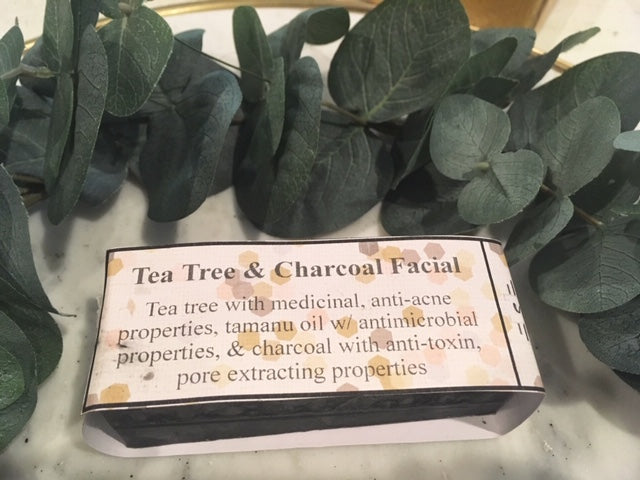 Tea Tree & Charcoal Facial
Tea tree with medicinal, anti-acne
properties, tamanu oil w/ antimicrobial
properties, & charcoal with anti-toxin,
pore extracting properties